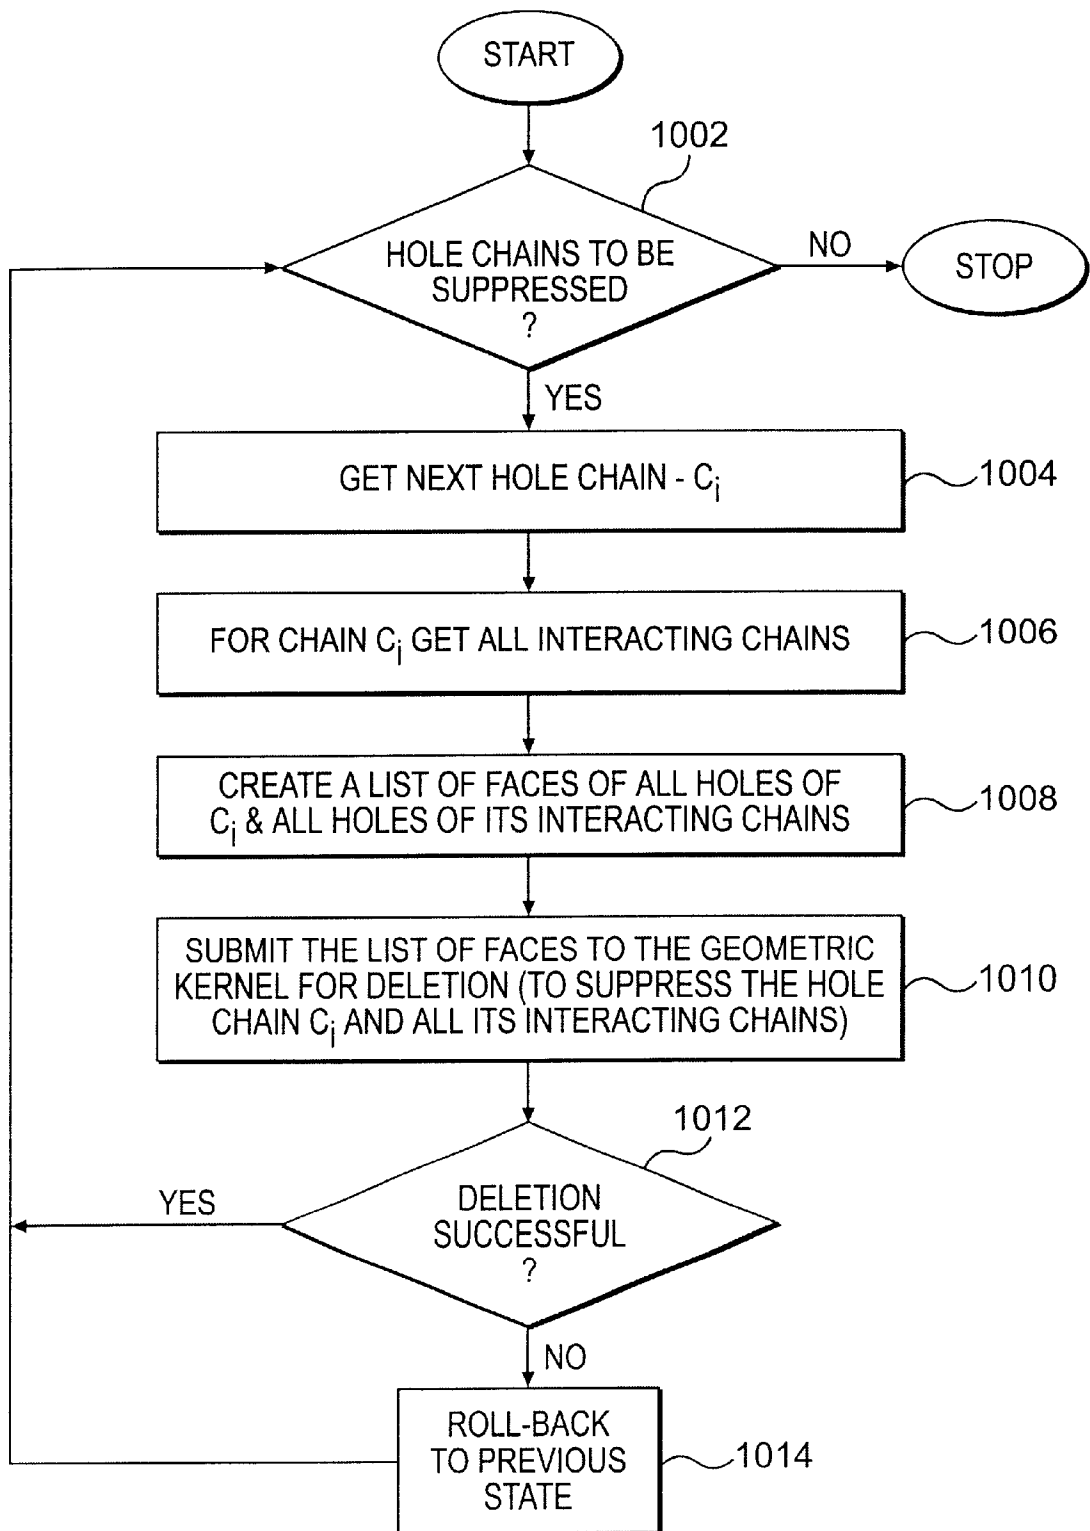 START
1002
HOLE CHAINS TO BE
SUPPRESSED
?
NO
STOP
YES
GET NEXT HOLE CHAIN - Ci
1004
FOR CHAIN Ci GET ALL INTERACTING CHAINS
1006
CREATE A LIST OF FACES OF ALL HOLES OF
Ci & ALL HOLES OF ITS INTERACTING CHAINS
1008
SUBMIT THE LIST OF FACES TO THE GEOMETRIC
KERNEL FOR DELETION (TO SUPPRESS THE HOLE
CHAIN Ci AND ALL ITS INTERACTING CHAINS)
1010
1012
YES
DELETION
SUCCESSFUL
?
NO
ROLL-BACK
TO PREVIOUS
STATE
1014